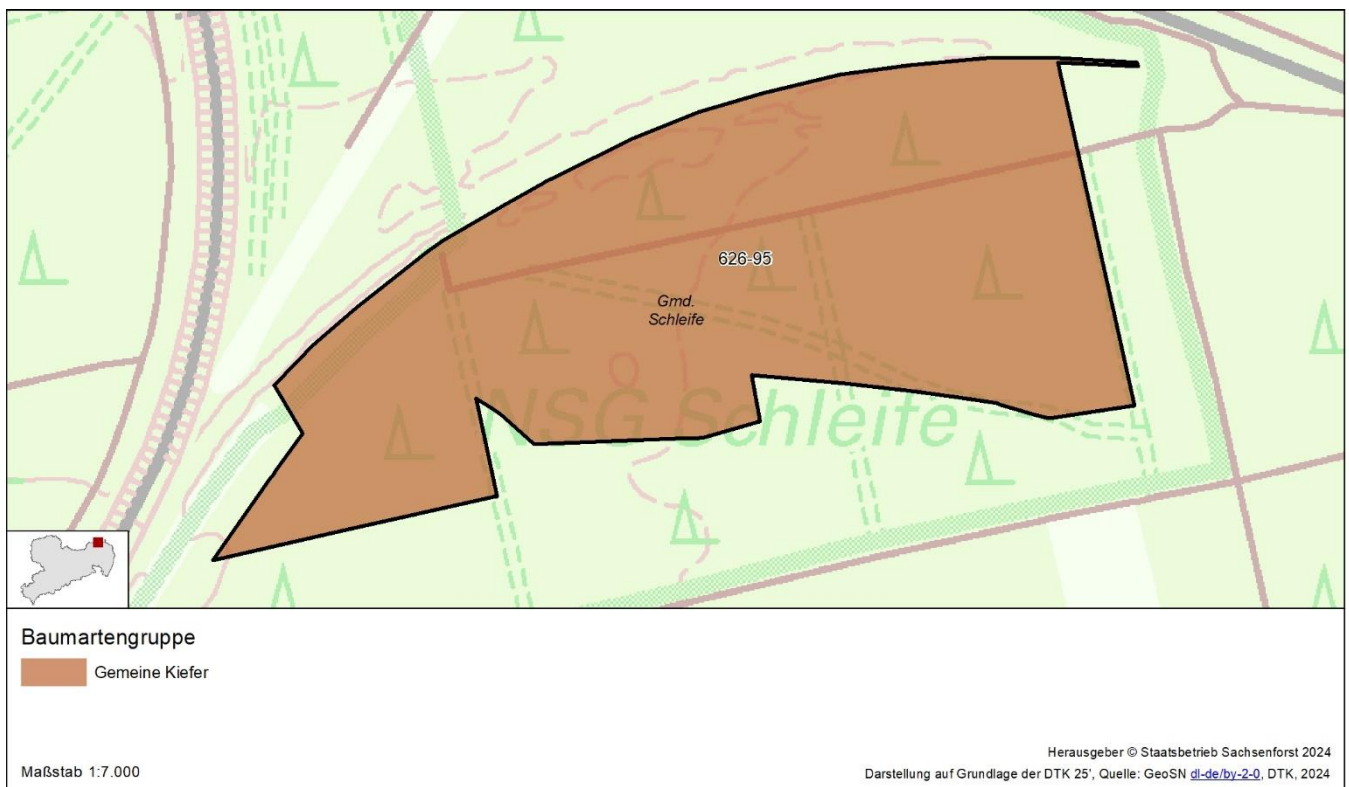 626-95
Gmd.
Schleife
NSG Schleife
Baumartengruppe
Gemeine Kiefer
Maßstab 1:7.000
Herausgeber © Staatsbetrieb Sachsenforst 2024
Darstellung auf Grundlage der DTK 25', Quelle: GeoSN dl-de/by-2-0, DTK, 2024